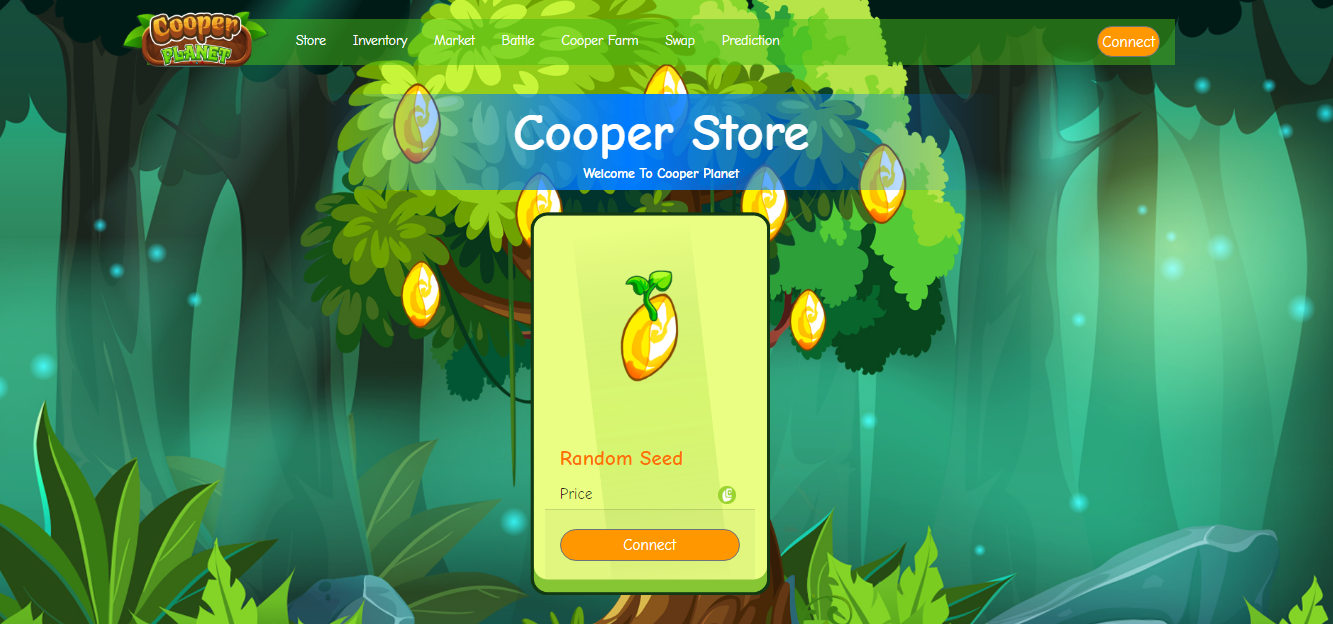 Cooper
PLANET
Store Inventory Market Battle Cooper Farm Swap Prediction
Connect
Cooper Store
Welcome To Cooper Planet
Random Seed
Price
Connect